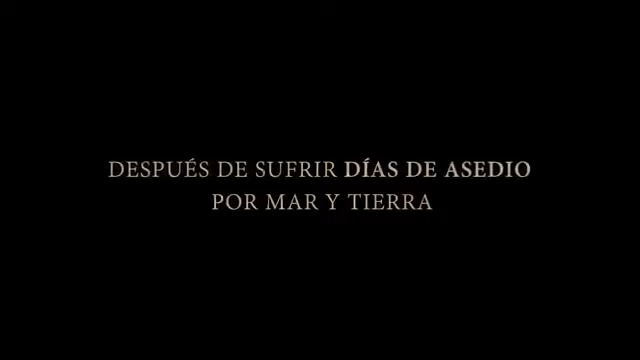 DESPUÉS DE SUFRIR DÍAS DE ASEDIO
POR MAR Y TIERRA